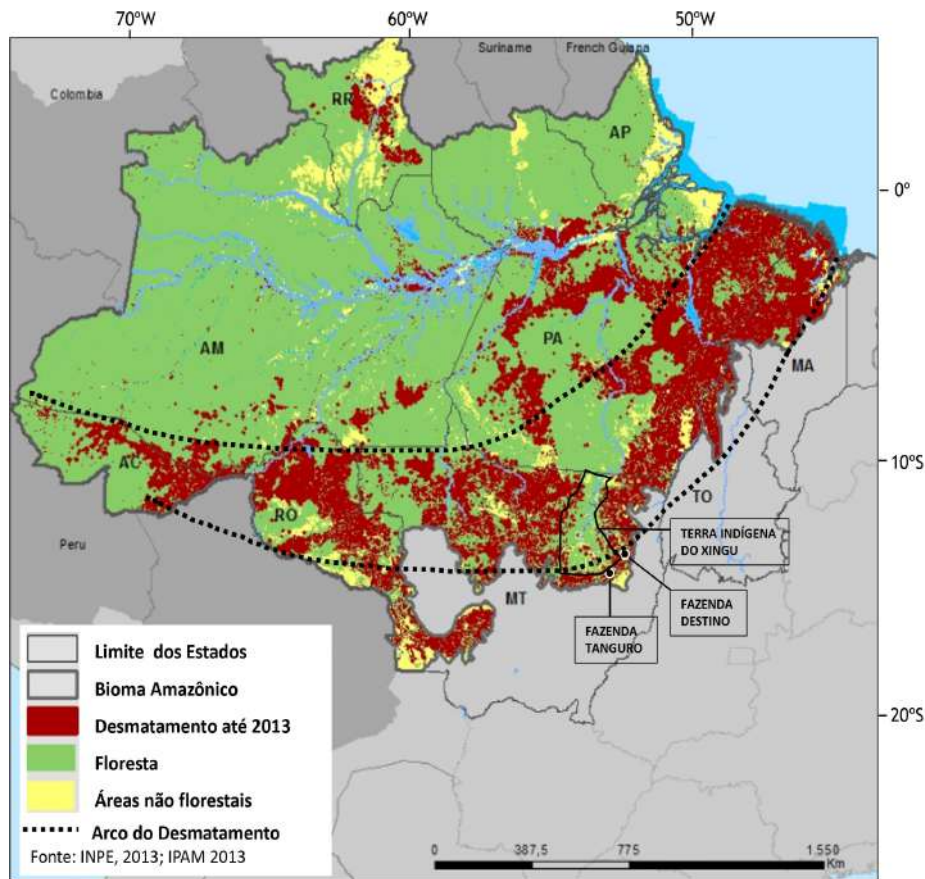 70ºW 60ºW 50ºW
Suriname French Guiana
Colombia
RR
AP
0º
AM
PA
MA
AC
10ºS
RO
TO
Peru
TERRA INDÍGENA
DO XINGU
MT
FAZENDA
DESTINO
FAZENDA
TANGURO
Limite dos Estados
Bioma Amazônico
20ºS
Desmatamento até 2013
Floresta
Áreas não florestais
Arco do Desmatamento
Fonte: INPE, 2013; IPAM 2013
0 387,5 775 1.550
Km